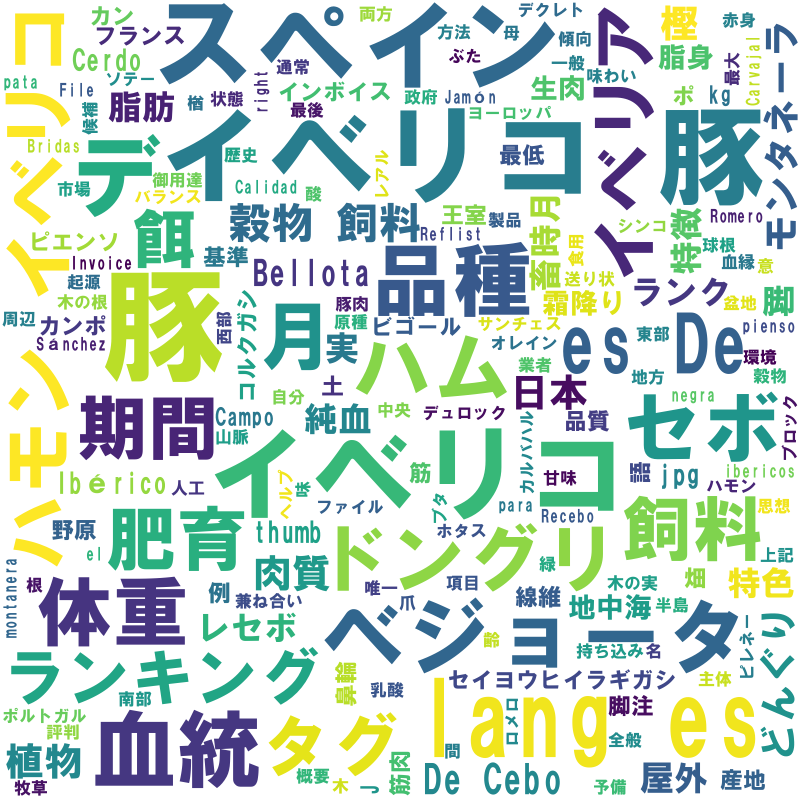 イベリコ
カン
フランス
Cerdo
ソテー
pata
File
候補
楢
状態
脂肪
Bridas
スペイン
right
通常
最後
インボイス
両方
方法
母
デクレト
傾向
ぶた
一般
味わい
政府
Jamón
ヨーロッパ
生肉
イベリア
樫
脂身
ポ
kg
赤身
最大
Carvajal
モンタネーラ
デ
イベリコ
豚
市場
御用達
バランス
歴史
Calidad
酸
レアル
最低
ピエンソ
Invoice
起源
木の根
餌
基準
穀物 飼料
王室
製品
Reflist
畜時月
食用
シンコ
特徴
Romero
球根
血縁
意
周辺
カンポ
Sánchez
西部
コルクガシ
Bellota
豚肉
原種
ビゴール
品種
霜降り
送り状
サンチェス
オレイン
ランク
脚
盆地
pienso
東部
環境
業者
地方
穀物
豚
月
実
ハム
es De
日本
negra
ブロック
ハモン イベリコ
期間
山脈
Campo
自分
土
純血
中央
デュロック
カルバハル
品質
甘味
セボ
語
jpg
ibericos
ハモン
Ibérico
人工
イベリコ
ヘルプ
味
ファイル
筋
ブタ
para
Recebo
思想
野原
el
肥育
thumb
ホタス
ドングリ
緑
飼料
上記
montanera
根
体重
例
肉質
兼ね合い
唯一
爪
項目
線維
木の実
畑
特色
地中海
半島
レセボ
ベジョータ
齢
持ち込み
名
ピレネー
どんぐり
ランキング
南部
鼻輪
乳酸
セイヨウヒイラギガシ
主体
ポルトガル
評判
植物
牧草
血統
タグ
概要
木
J
筋肉
lang es
間
ロメロ
脚注
全般
De Cebo
予備
屋外
産地